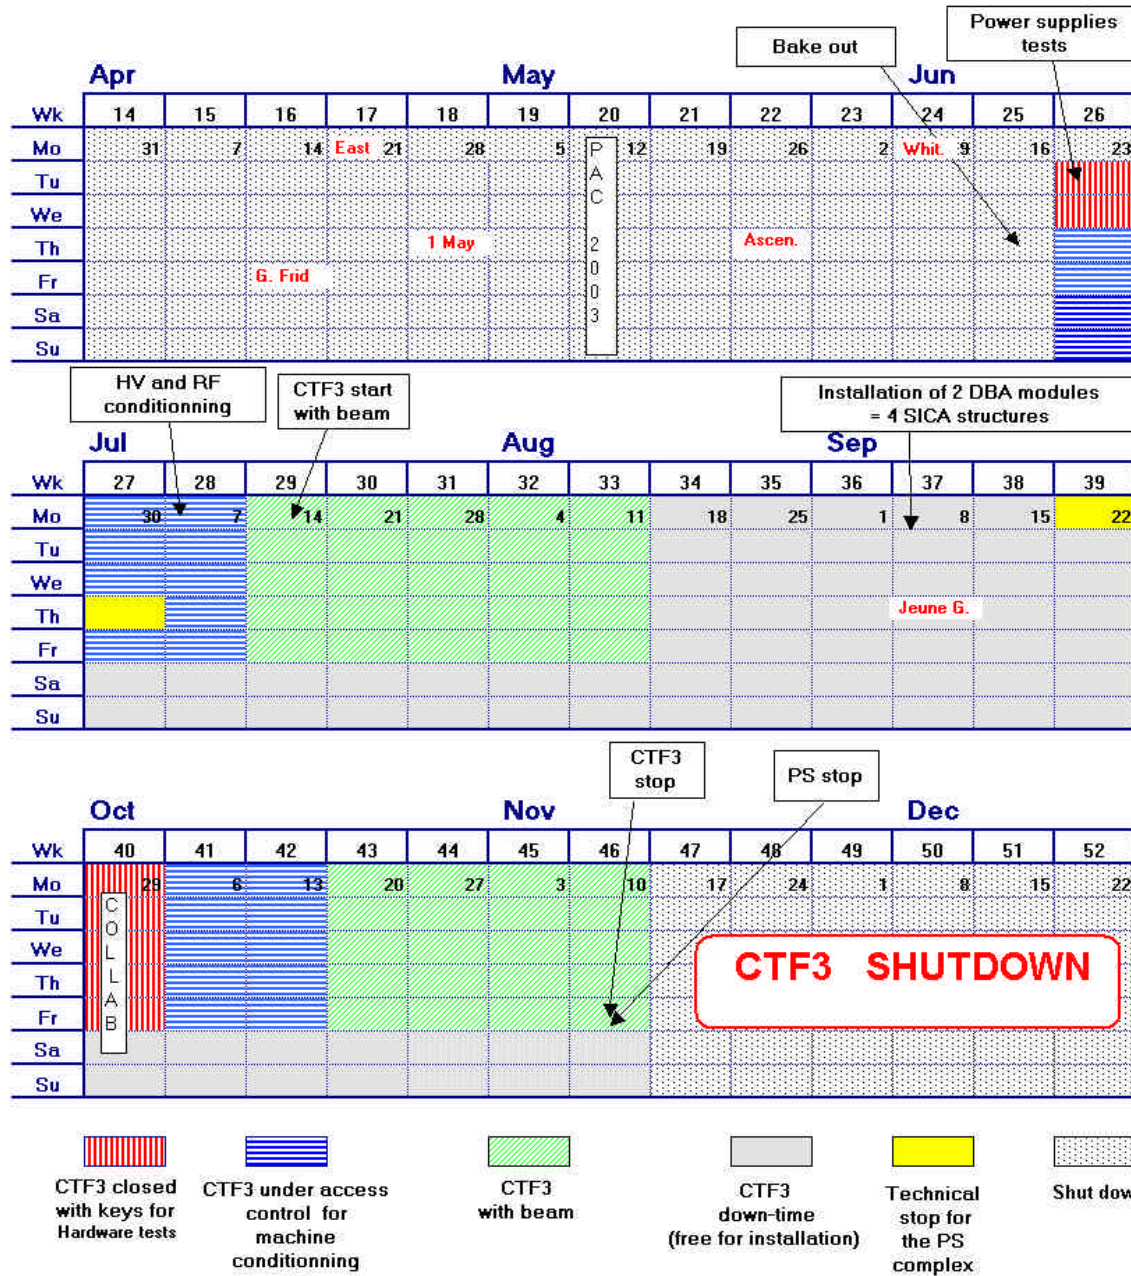 Power supplies
tests
Bake out
Apr May Jun
Wk 14 15 16 17 18 19 20 21 22 23 24 25 26
Mo 31 7 14 East 21 28 5 12 19 26 2 Whit. 9 16 23
Tu
We
Th 1 May Ascen.
Fr G. Frid
Sa
Su
PAC 2003
HV and RF
conditionning
CTF3 start
with beam
Installation of 2 DBA modules
= 4 SICA structures
Jul Aug Sep
Wk 27 28 29 30 31 32 33 34 35 36 37 38 39
Mo 30 7 14 21 28 4 11 18 25 1 8 15 22
Tu
We
Th Jeune G.
Fr
Sa
Su
CTF3
stop
PS stop
Oct Nov Dec
Wk 40 41 42 43 44 45 46 47 48 49 50 51 52
Mo 29 6 13 20 27 3 10 17 24 1 8 15 22
Tu
We
Th
Fr
Sa
Su
COLLAB
CTF3 SHUTDOWN
CTF3 closed
with keys for
Hardware tests
CTF3 under access
control for
machine
conditionning
CTF3
with beam
CTF3
down-time
(free for installation)
Technical
stop for
the PS
complex
Shut dow